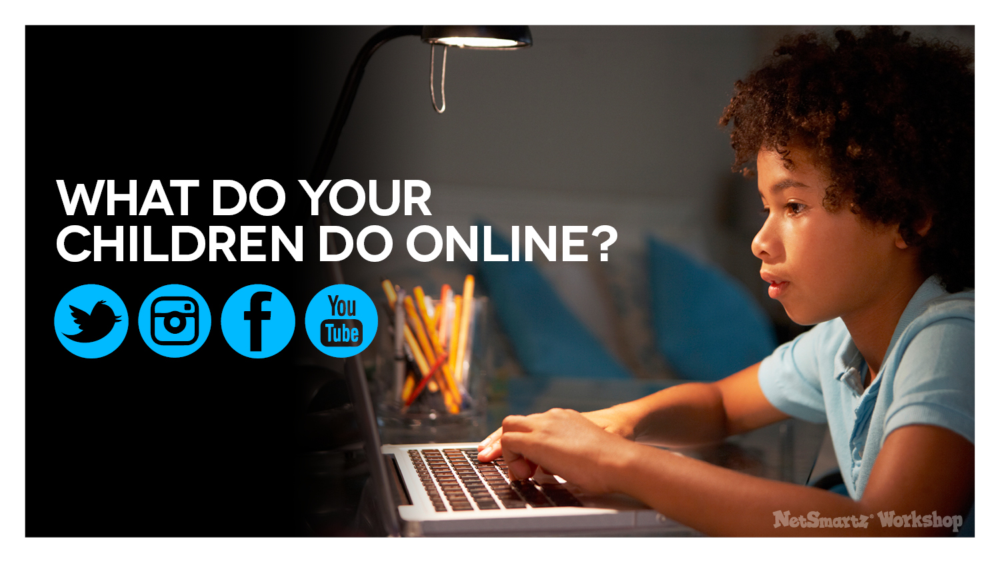 WHAT DO YOUR
CHILDREN DO ONLINE?
You
Tube
NetSmartz® Workshop